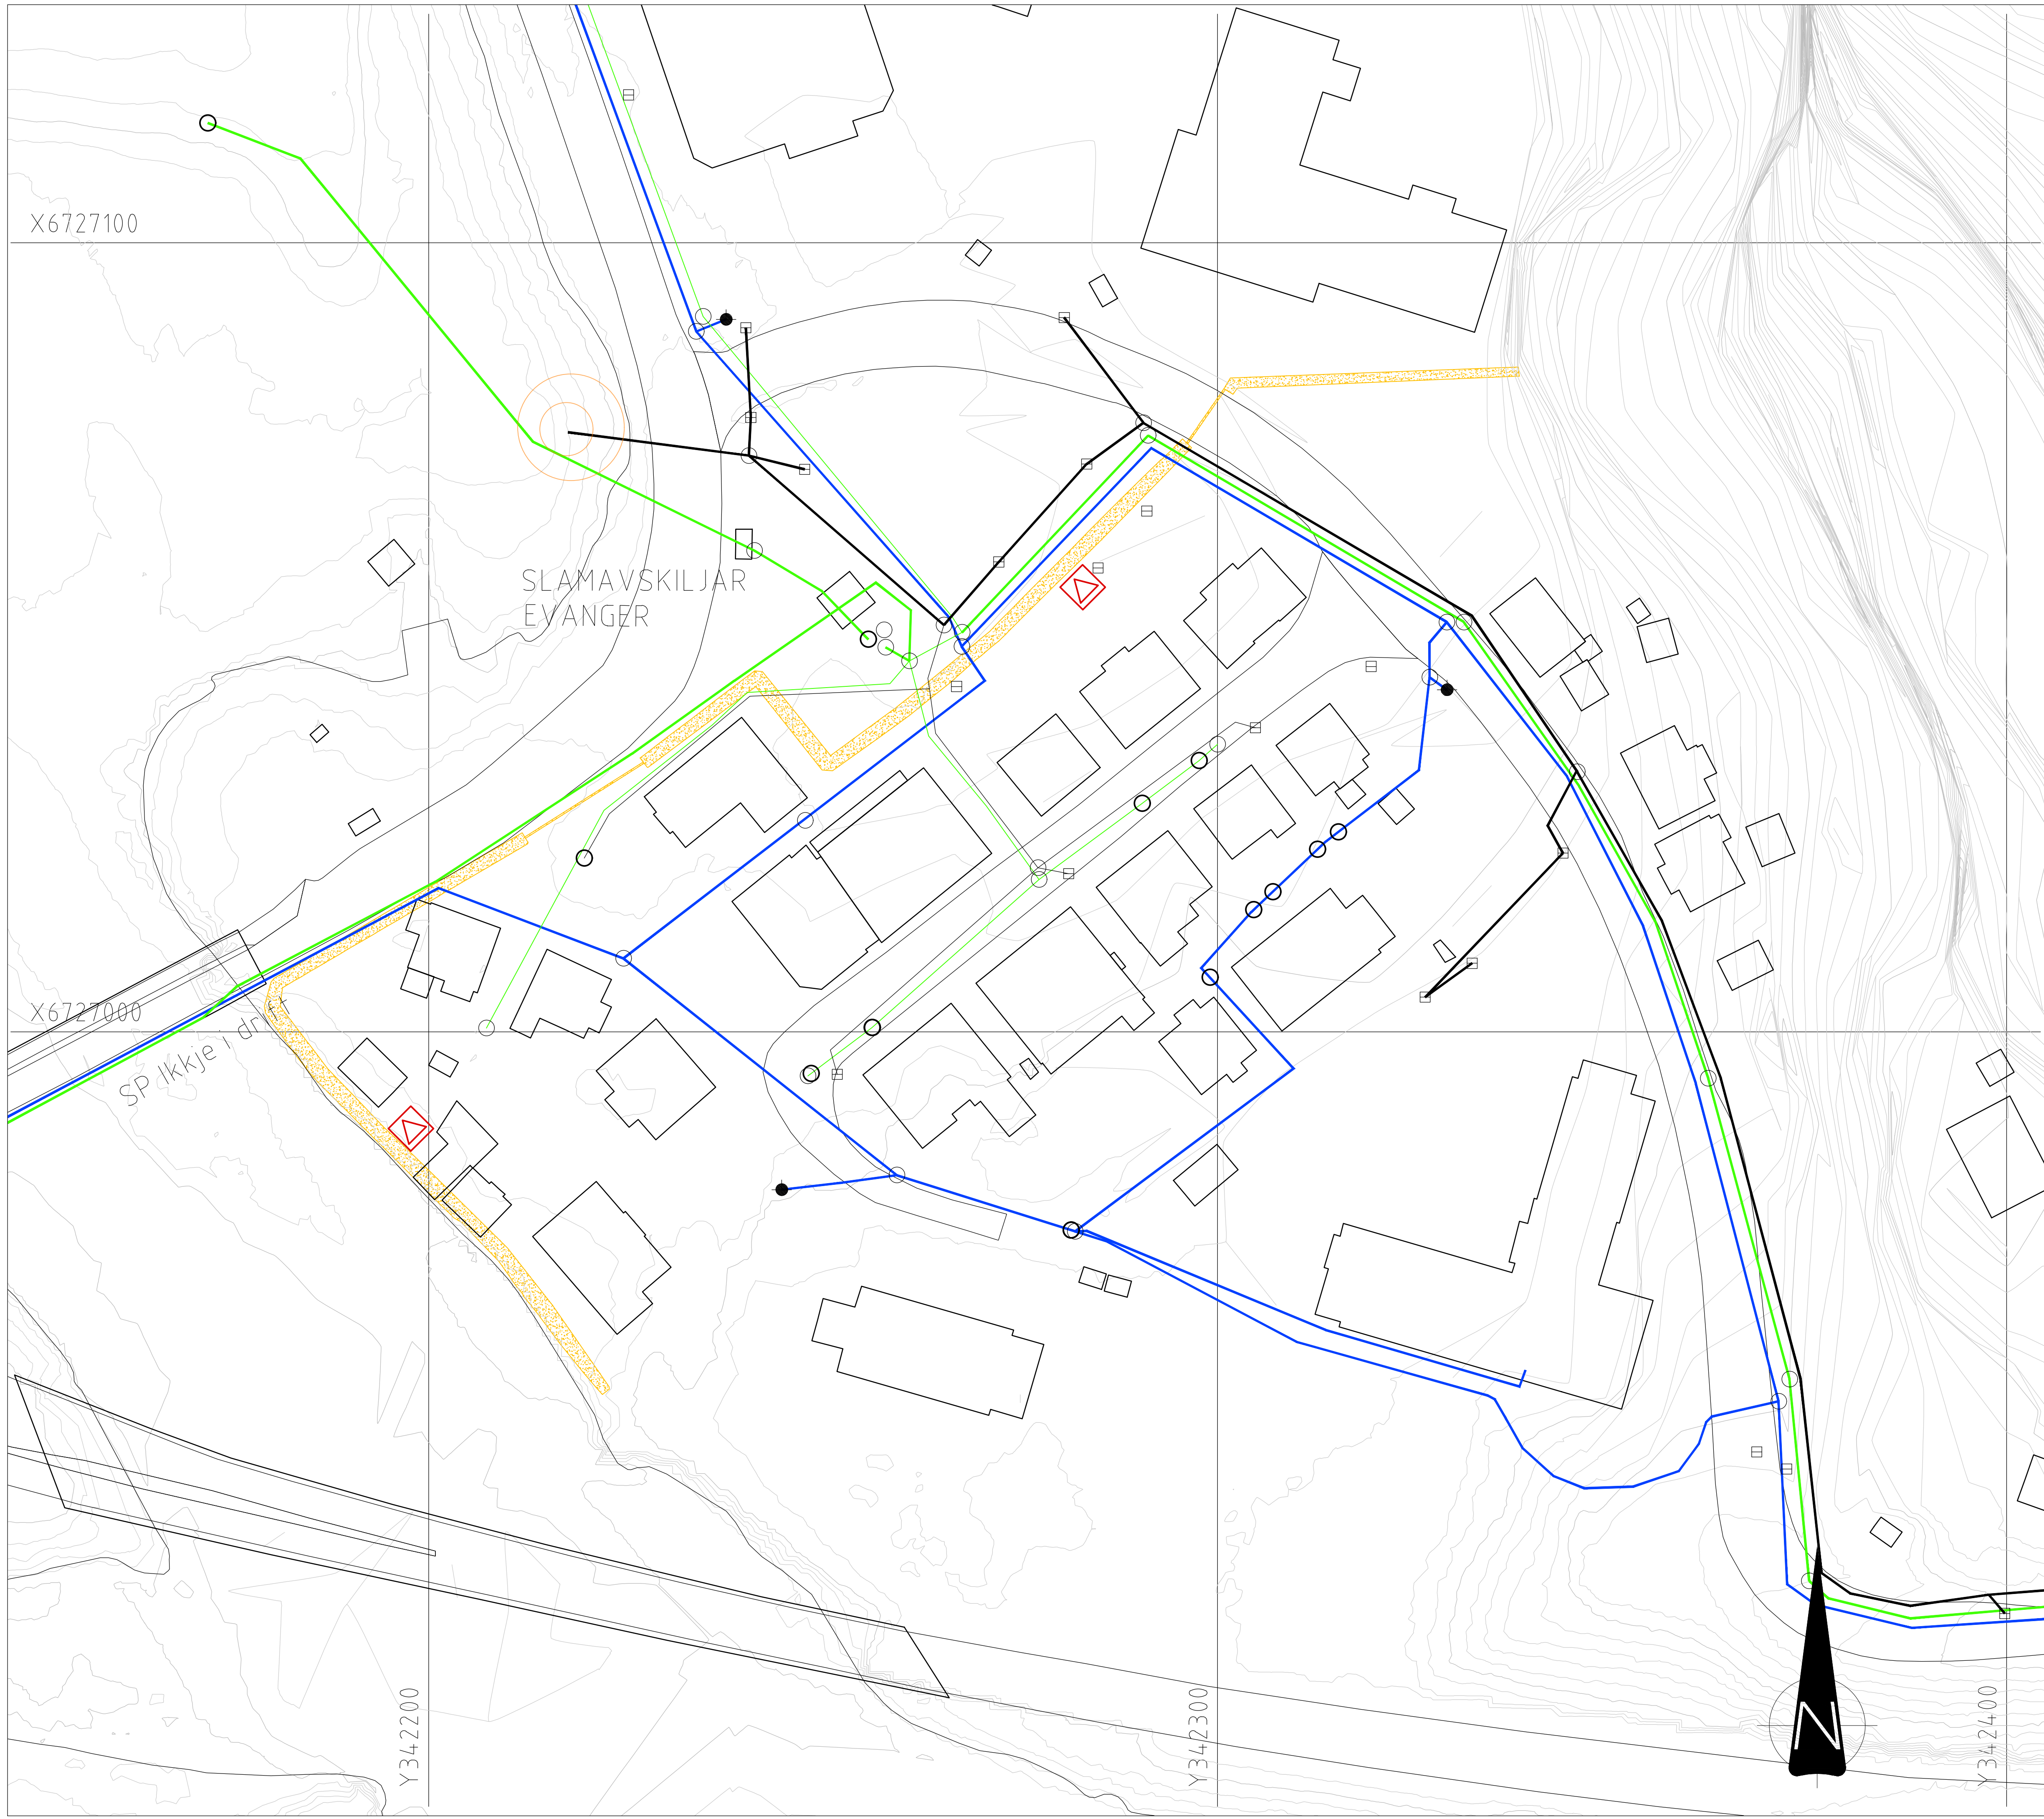 X6727100
SLAMAVSKILJAR
EVANGER
X6727000
SP Ikkje i drift
Y342200
Y342300
Y342400
N